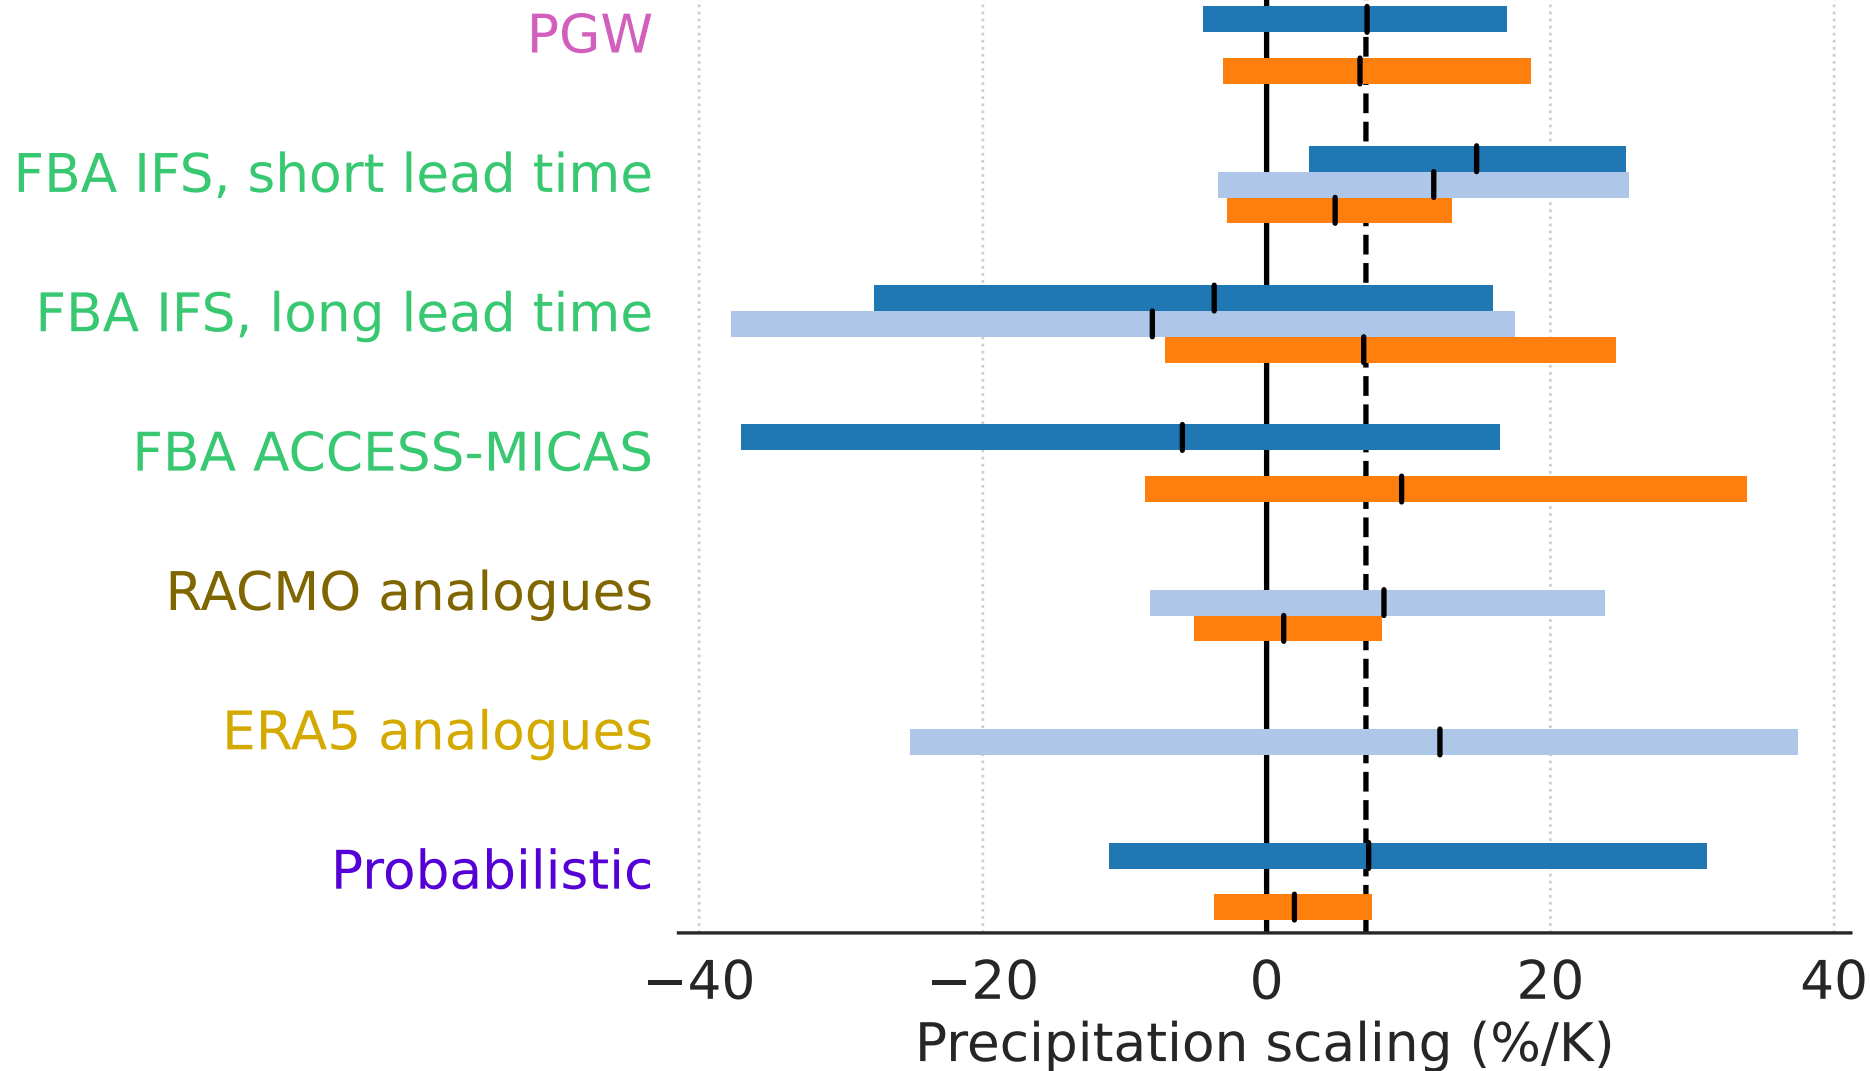 PGW
FBA IFS, short lead time
FBA IFS, long lead time
FBA ACCESS-MICAS
RACMO analogues
ERA5 analogues
Probabilistic
−40 −20 0 20 40
Precipitation scaling (%/K)